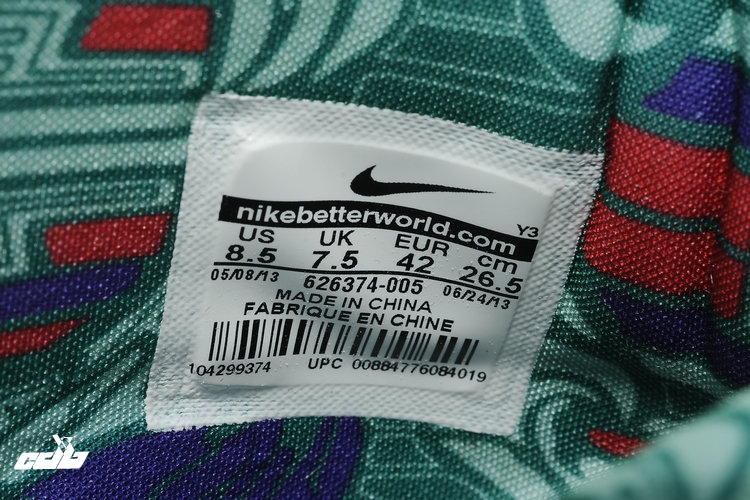 nikebetterworld.com Y3
US UK EUR cm
8.5 7.5 42 26.5
05/08/13 626374-005 06/24/13
MADE IN CHINA
FABRIQUE EN CHINE
104299374 UPC 00884776084019
cdb